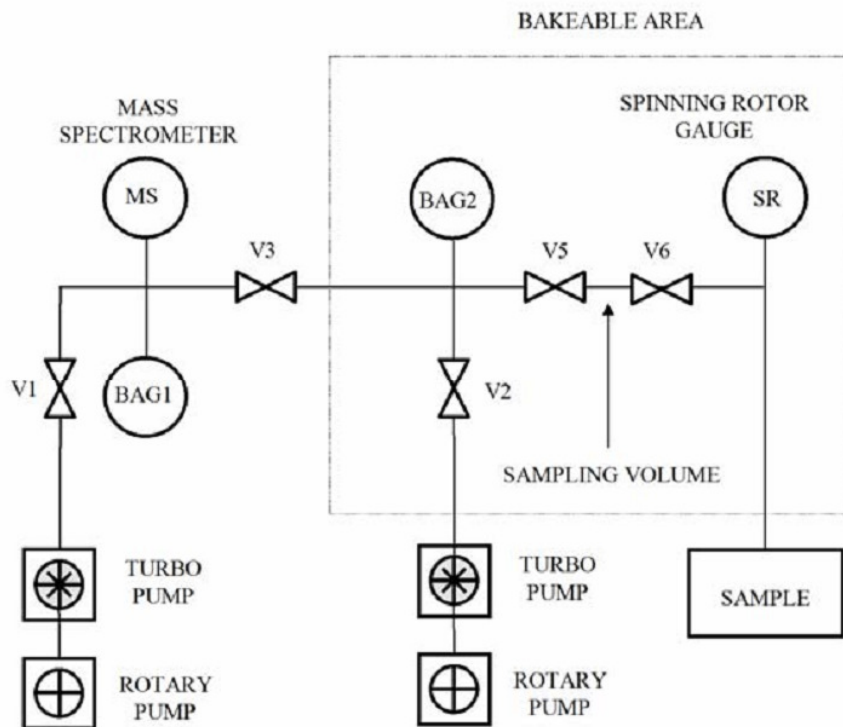 BAKEABLE AREA
MASS
SPECTROMETER
SPINNING ROTOR
GAUGE
MS
BAG2
SR
V3
V5
V6
V1
BAG1
V2
SAMPLING VOLUME
TURBO
PUMP
TURBO
PUMP
SAMPLE
ROTARY
PUMP
ROTARY
PUMP